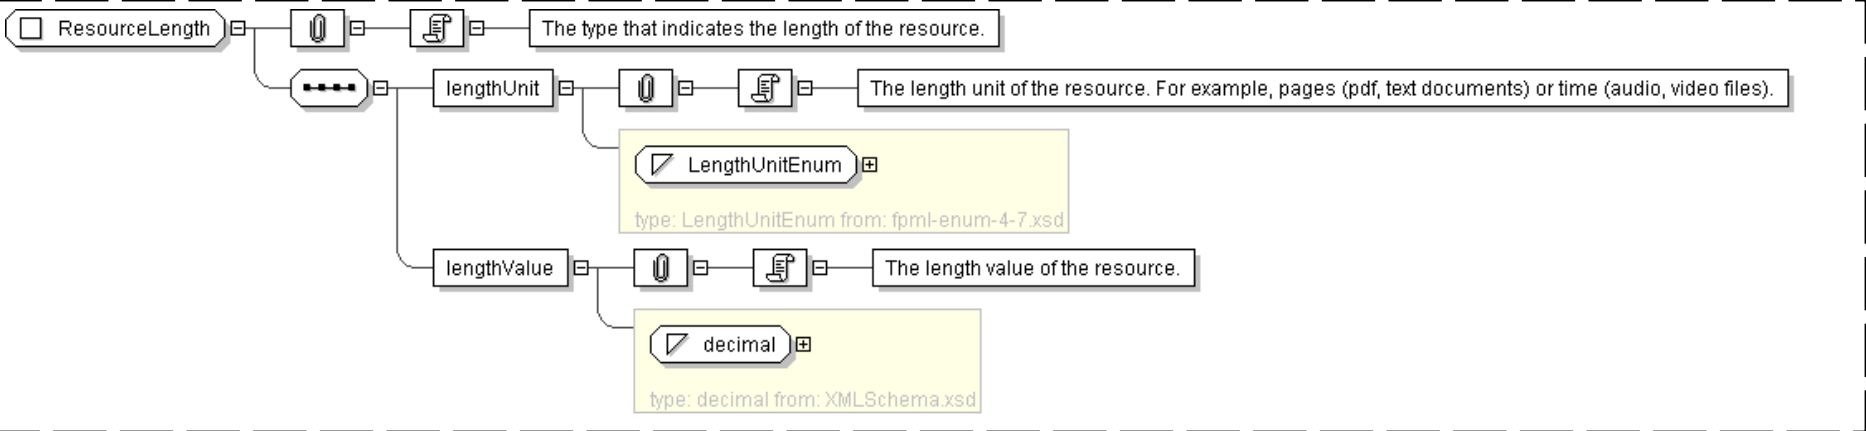 ResourceLength
The type that indicates the length of the resource.
lengthUnit
The length unit of the resource. For example, pages (pdf, text documents) or time (audio, video files).
LengthUnitEnum
type: LengthUnitEnum from: fpml-enum-4-7.xsd
lengthValue
The length value of the resource.
decimal
type: decimal from: XMLSchema.xsd